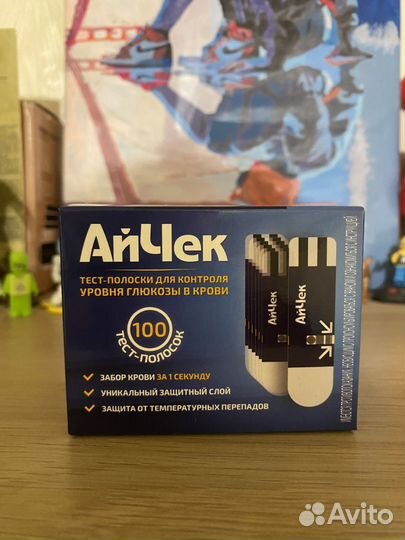 АйЧек
ТЕСТ-ПОЛОСКИ ДЛЯ КОНТРОЛЯ
УРОВНЯ ГЛЮКОЗЫ В КРОВИ
100
ТЕСТ-ПОЛОСОК
ЗАБОР КРОВИ ЗА 1 СЕКУНДУ
УНИКАЛЬНЫЙ ЗАЩИТНЫЙ СЛОЙ
ЗАЩИТА ОТ ТЕМПЕРАТУРНЫХ ПЕРЕПАДОВ
АйЧек
Avito